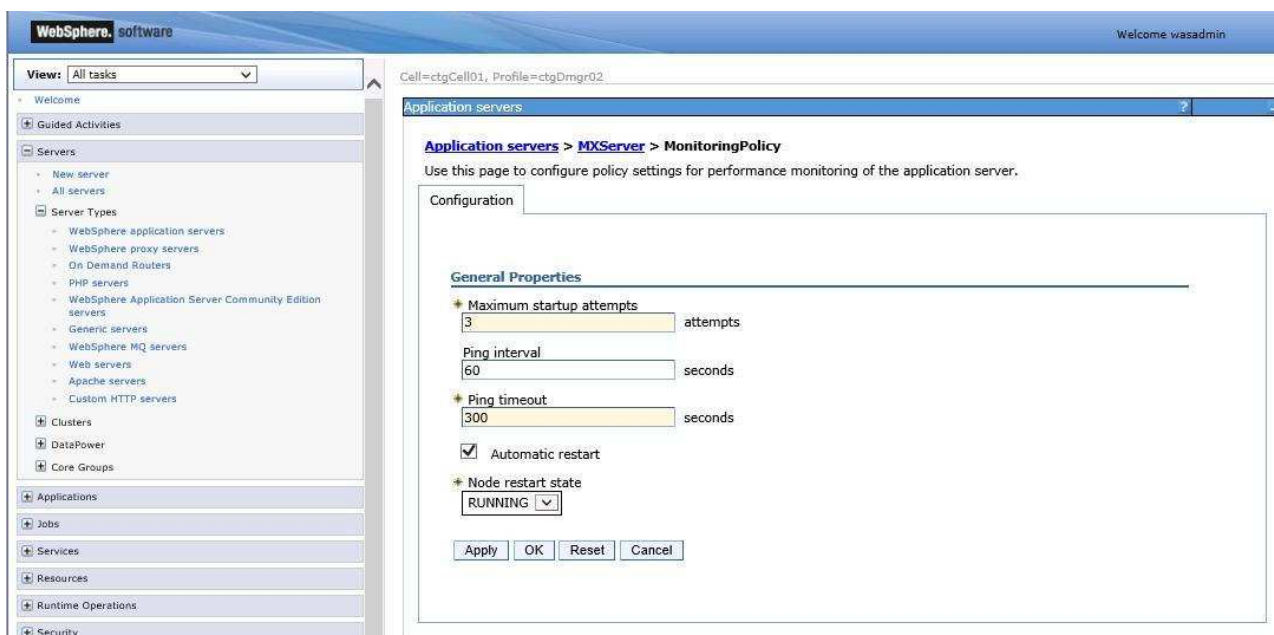 WebSphere. software
Welcome wasadmin
View: All tasks
Welcome
Guided Activities
Servers
New server
All servers
Server Types
WebSphere application servers
WebSphere proxy servers
On Demand Routers
PHP servers
WebSphere Application Server Community Edition
servers
Generic servers
WebSphere MQ servers
Web servers
Apache servers
Custom HTTP servers
Clusters
DataPower
Core Groups
Applications
Jobs
Services
Resources
Runtime Operations
Security
Cell=ctgCell01, Profile=ctgDmgr02
Application servers ? -
Application servers > MXServer > MonitoringPolicy
Use this page to configure policy settings for performance monitoring of the application server.
Configuration
General Properties
Maximum startup attempts
3 attempts
Ping interval
60 seconds
Ping timeout
300 seconds
Automatic restart
Node restart state
RUNNING
Apply OK Reset Cancel